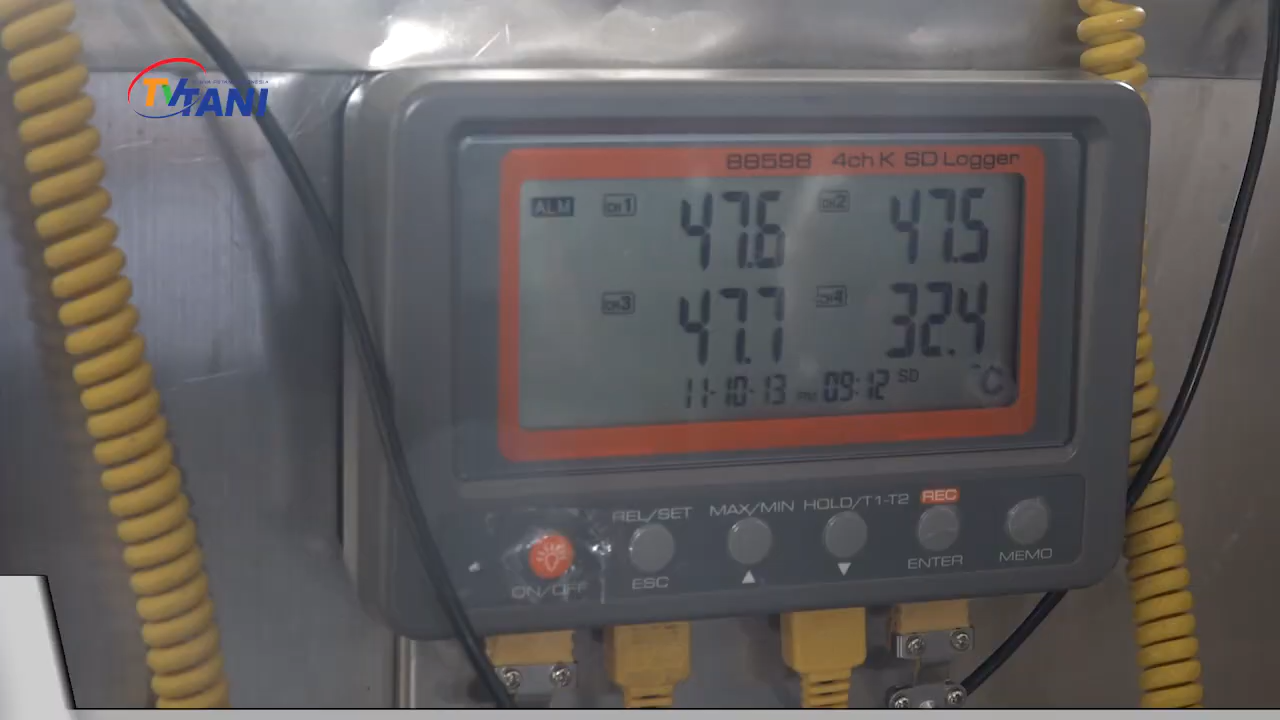 TVTANI
88598 4ch K SD Logger
ALM CH1 47.6 CH2 47.5
CH3 47.7 CH4 32.4
11-10-13 PM 09:12 SD °C
REL/SET MAX/MIN HOLD/T1-T2 REC
ON/OFF ESC ENTER MEMO